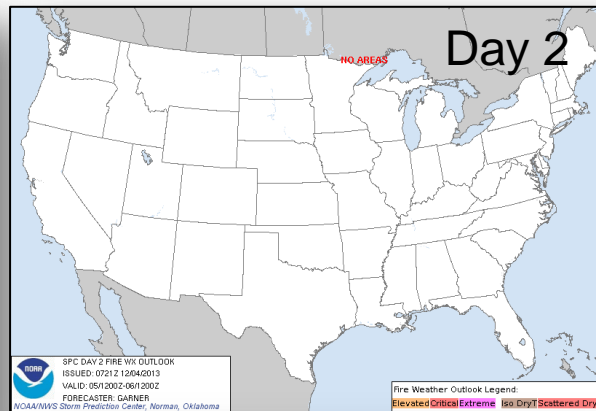 Day 2
NO AREAS
SPC DAY 2 FIRE WX OUTLOOK
ISSUED: 0721Z 12/04/2013
VALID: 05/1200Z-06/1200Z
FORECASTER: GARNER
NOAA/NWS Storm Prediction Center, Norman, Oklahoma
NOAA
Fire Weather Outlook Legend:
Elevated Critical Extreme Iso DryT Scattered Dry